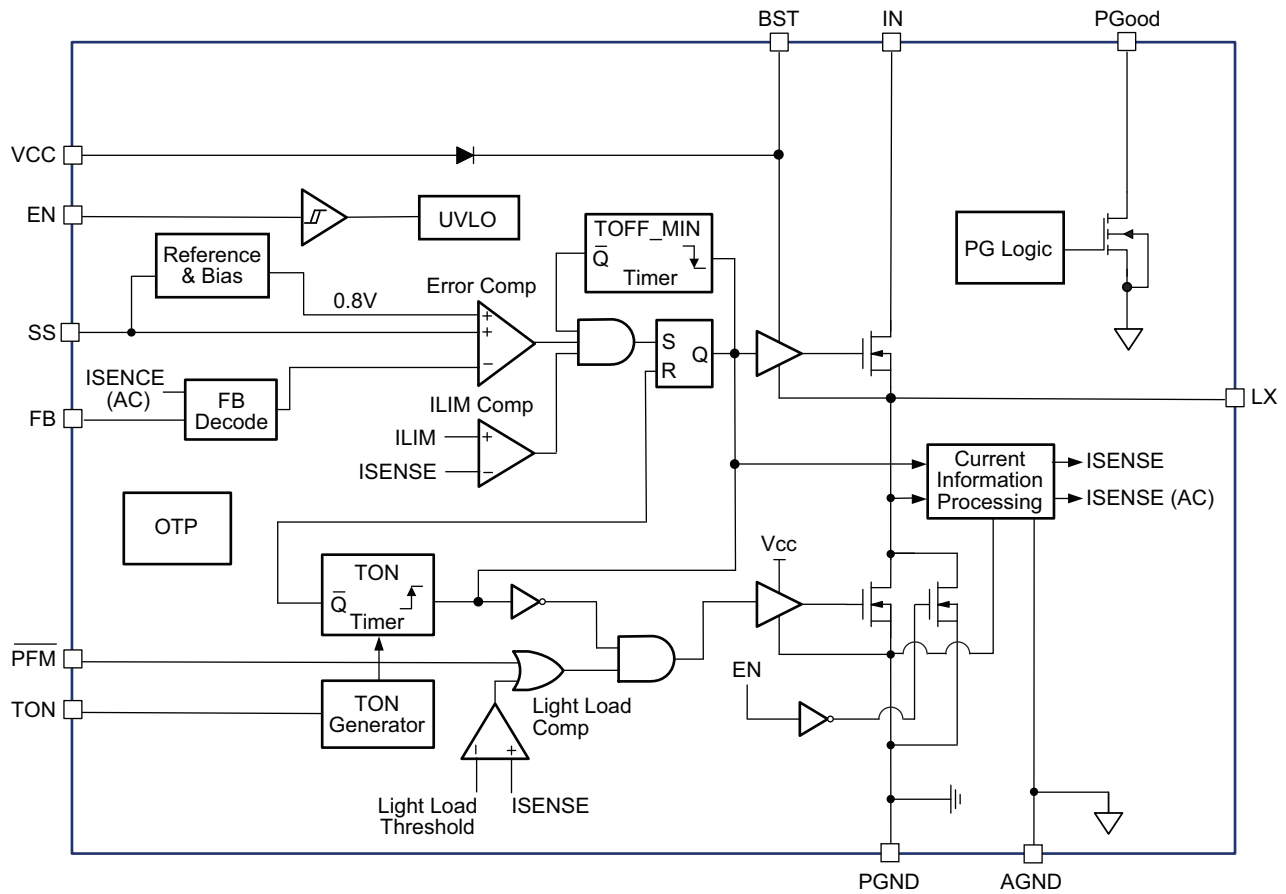 BST
IN
PGood
VCC
EN
UVLO
TOFF_MIN
Q̅
Timer
PG Logic
Reference
& Bias
0.8V
Error Comp
SS
+
+
−
S
R
Q
ISENCE
(AC)
FB
FB
Decode
ILIM Comp
ILIM
+
ISENSE
−
LX
Current
Information
Processing
ISENSE
ISENSE (AC)
OTP
TON
Q̅
Timer
Vcc
P̅F̅M̅
TON
TON
Generator
Light Load
Comp
EN
−
+
Light Load
Threshold
ISENSE
PGND
AGND